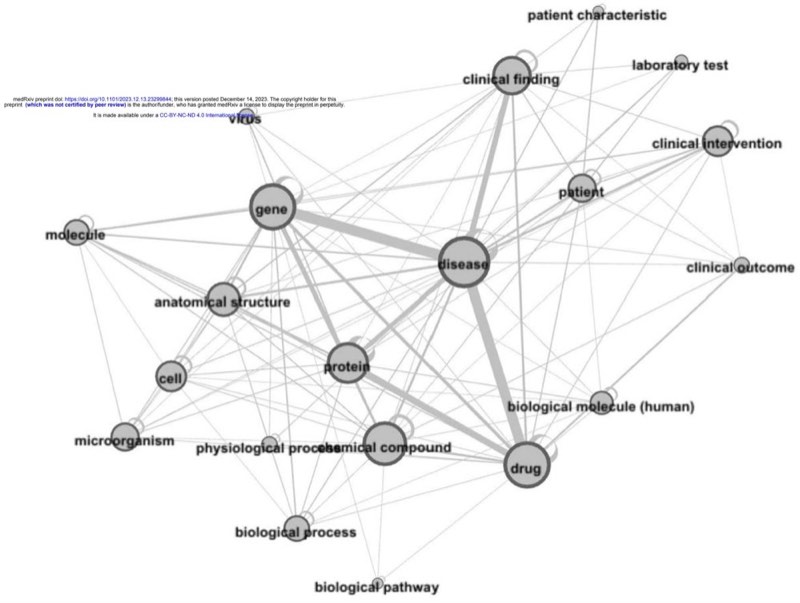 patient characteristic
clinical finding
laboratory test
medRxiv preprint doi: https://doi.org/10.1101/2023.12.13.23299844; this version posted December 14, 2023. The copyright holder for this
preprint (which was not certified by peer review) is the author/funder, who has granted medRxiv a license to display the preprint in perpetuity.
It is made available under a CC-BY-NC-ND 4.0 International
virus
clinical intervention
patient
gene
molecule
disease
clinical outcome
anatomical structure
protein
cell
biological molecule (human)
microorganism
physiological process
chemical compound
drug
biological process
biological pathway